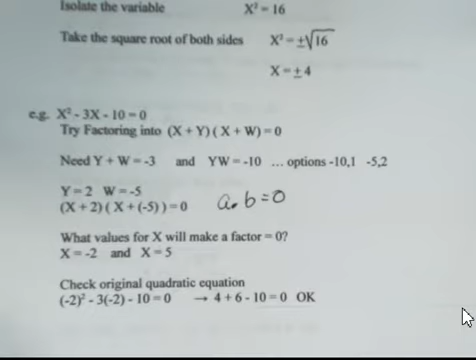 Isolate the variable X² = 16
Take the square root of both sides X² = ±√16
X = ± 4
e.g. X² - 3X - 10 = 0
Try Factoring into (X + Y) ( X + W) = 0
Need Y + W = -3 and YW = -10 ... options -10,1 -5,2
Y = 2 W = -5
(X + 2) ( X + (-5)) = 0 a • b = 0
What values for X will make a factor = 0?
X = -2 and X = 5
Check original quadratic equation
(-2)² - 3(-2) - 10 = 0 → 4 + 6 - 10 = 0 OK